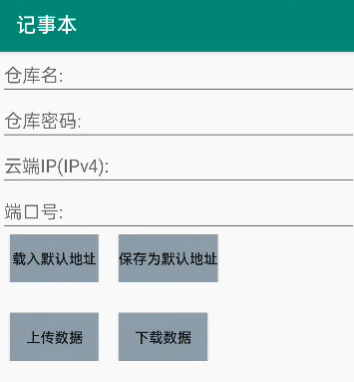 记事本
仓库名:
仓库密码:
云端IP(IPv4):
端口号:
载入默认地址 保存为默认地址
上传数据 下载数据